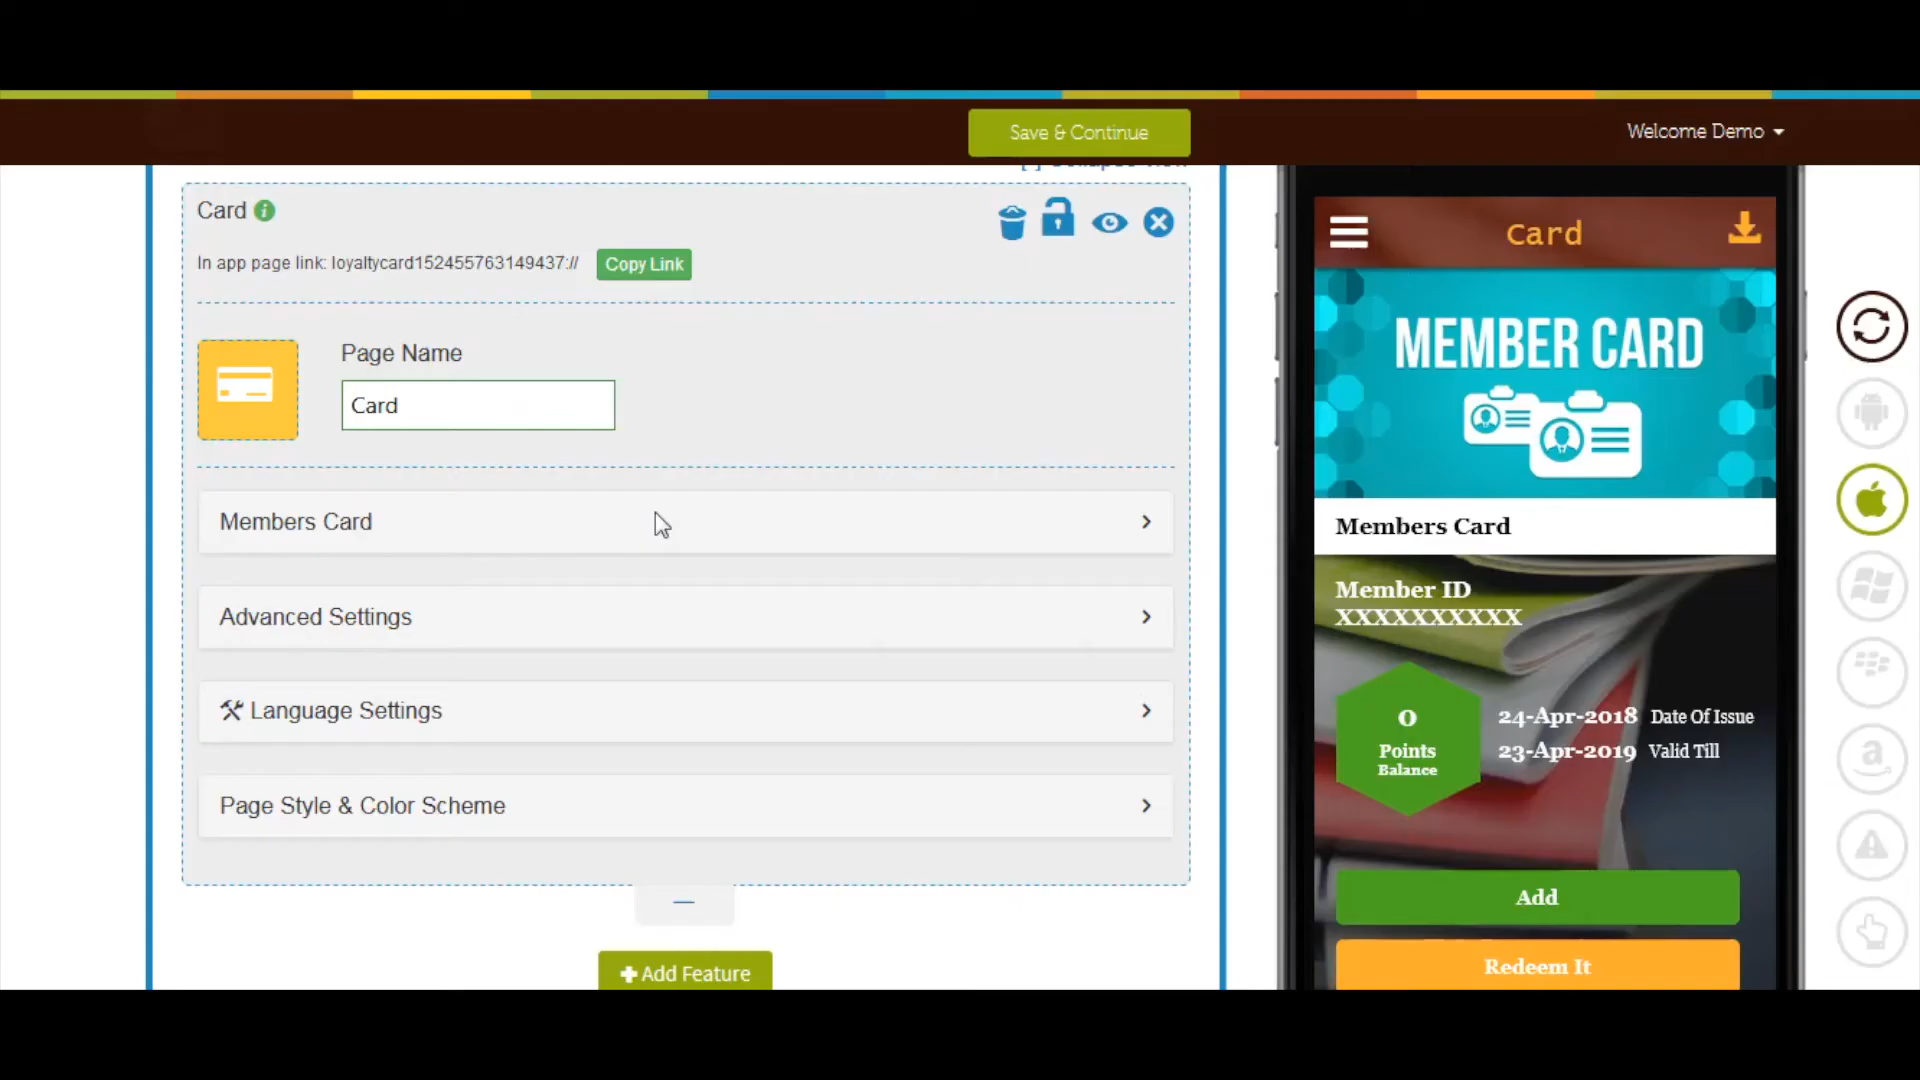 Save & Continue
Welcome Demo
Card
In app page link: loyaltycard152455763149437://
Copy Link
Page Name
Card
Members Card
Advanced Settings
Language Settings
Page Style & Color Scheme
Add Feature
Card
MEMBER CARD
Members Card
Member ID
XXXXXXXXXX
0
Points
Balance
24-Apr-2018 Date Of Issue
23-Apr-2019 Valid Till
Add
Redeem It